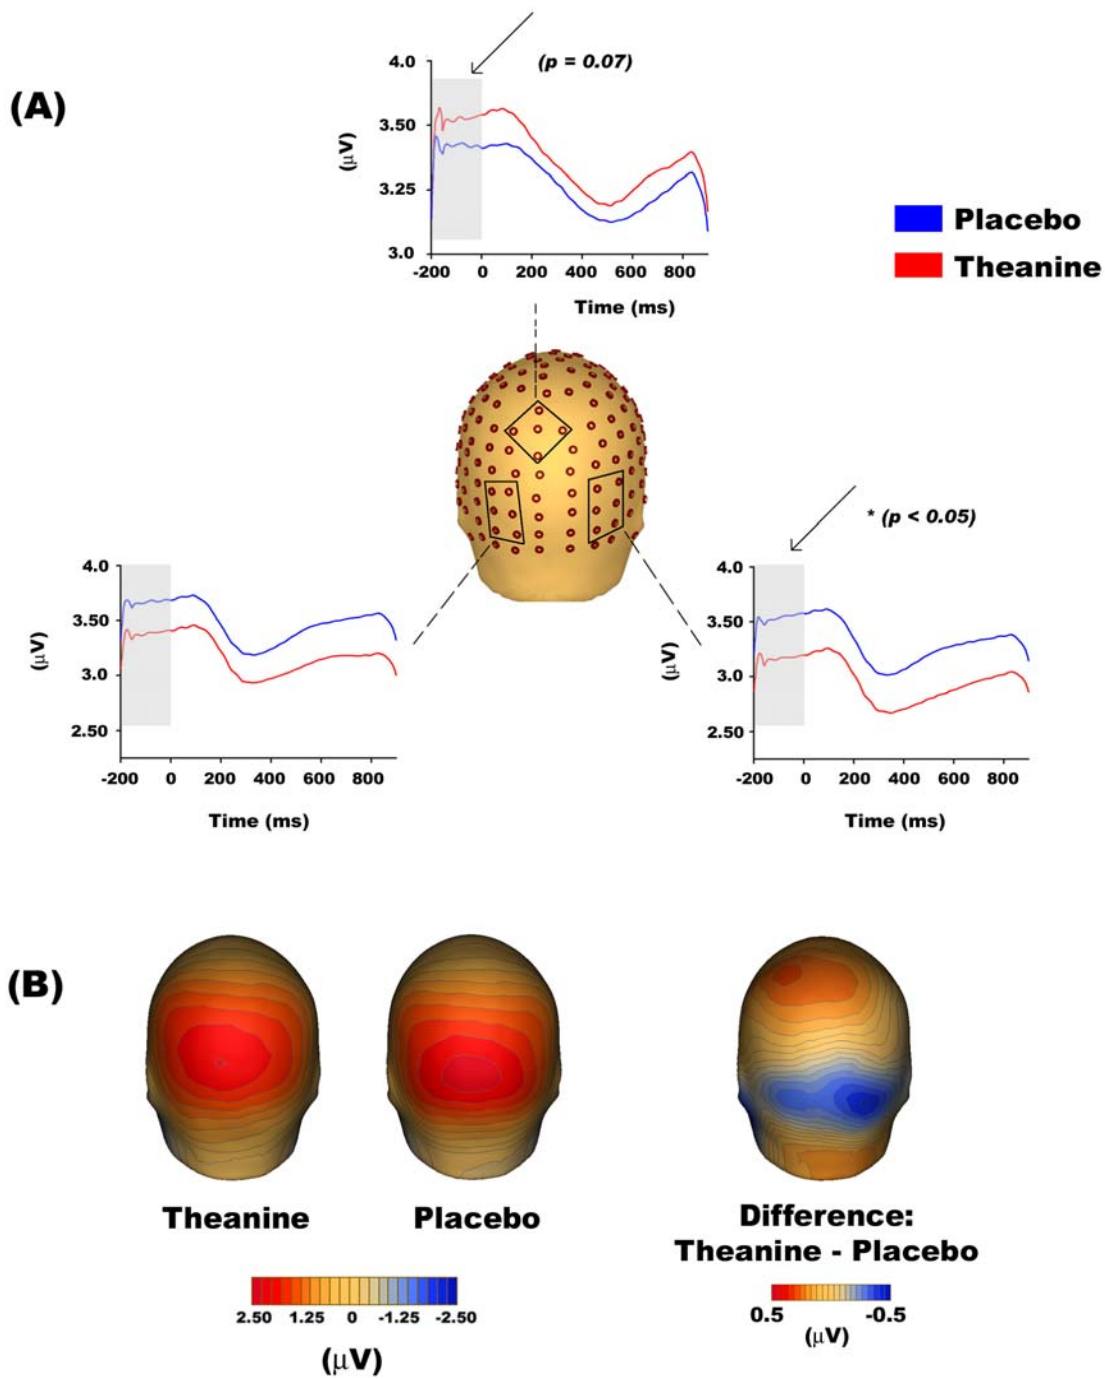 (A)
4.0
3.50
3.25
3.0
(μV)
(p = 0.07)
-200 0 200 400 600 800
Time (ms)
Placebo
Theanine
4.0
3.50
3.0
2.50
(μV)
-200 0 200 400 600 800
Time (ms)
* (p < 0.05)
4.0
3.50
3.0
2.50
(μV)
-200 0 200 400 600 800
Time (ms)
(B)
Theanine
Placebo
Difference:
Theanine - Placebo
2.50 1.25 0 -1.25 -2.50
(μV)
0.5 -0.5
(μV)